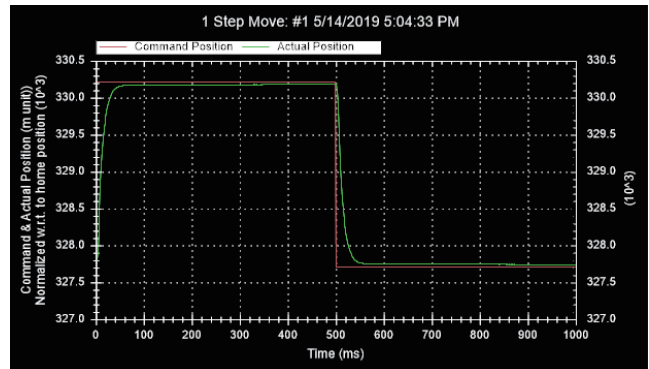 1 Step Move: #1 5/14/2019 5:04:33 PM
Command Position Actual Position
Command & Actual Position (m unit))
Normalized w.r.t. to home position (10^3)
330.5
330.0
329.5
329.0
328.5
328.0
327.5
327.0
330.5
330.0
329.5
329.0
328.5
328.0
327.5
327.0
(10^3)
0 100 200 300 400 500 600 700 800 900 1000
Time (ms)